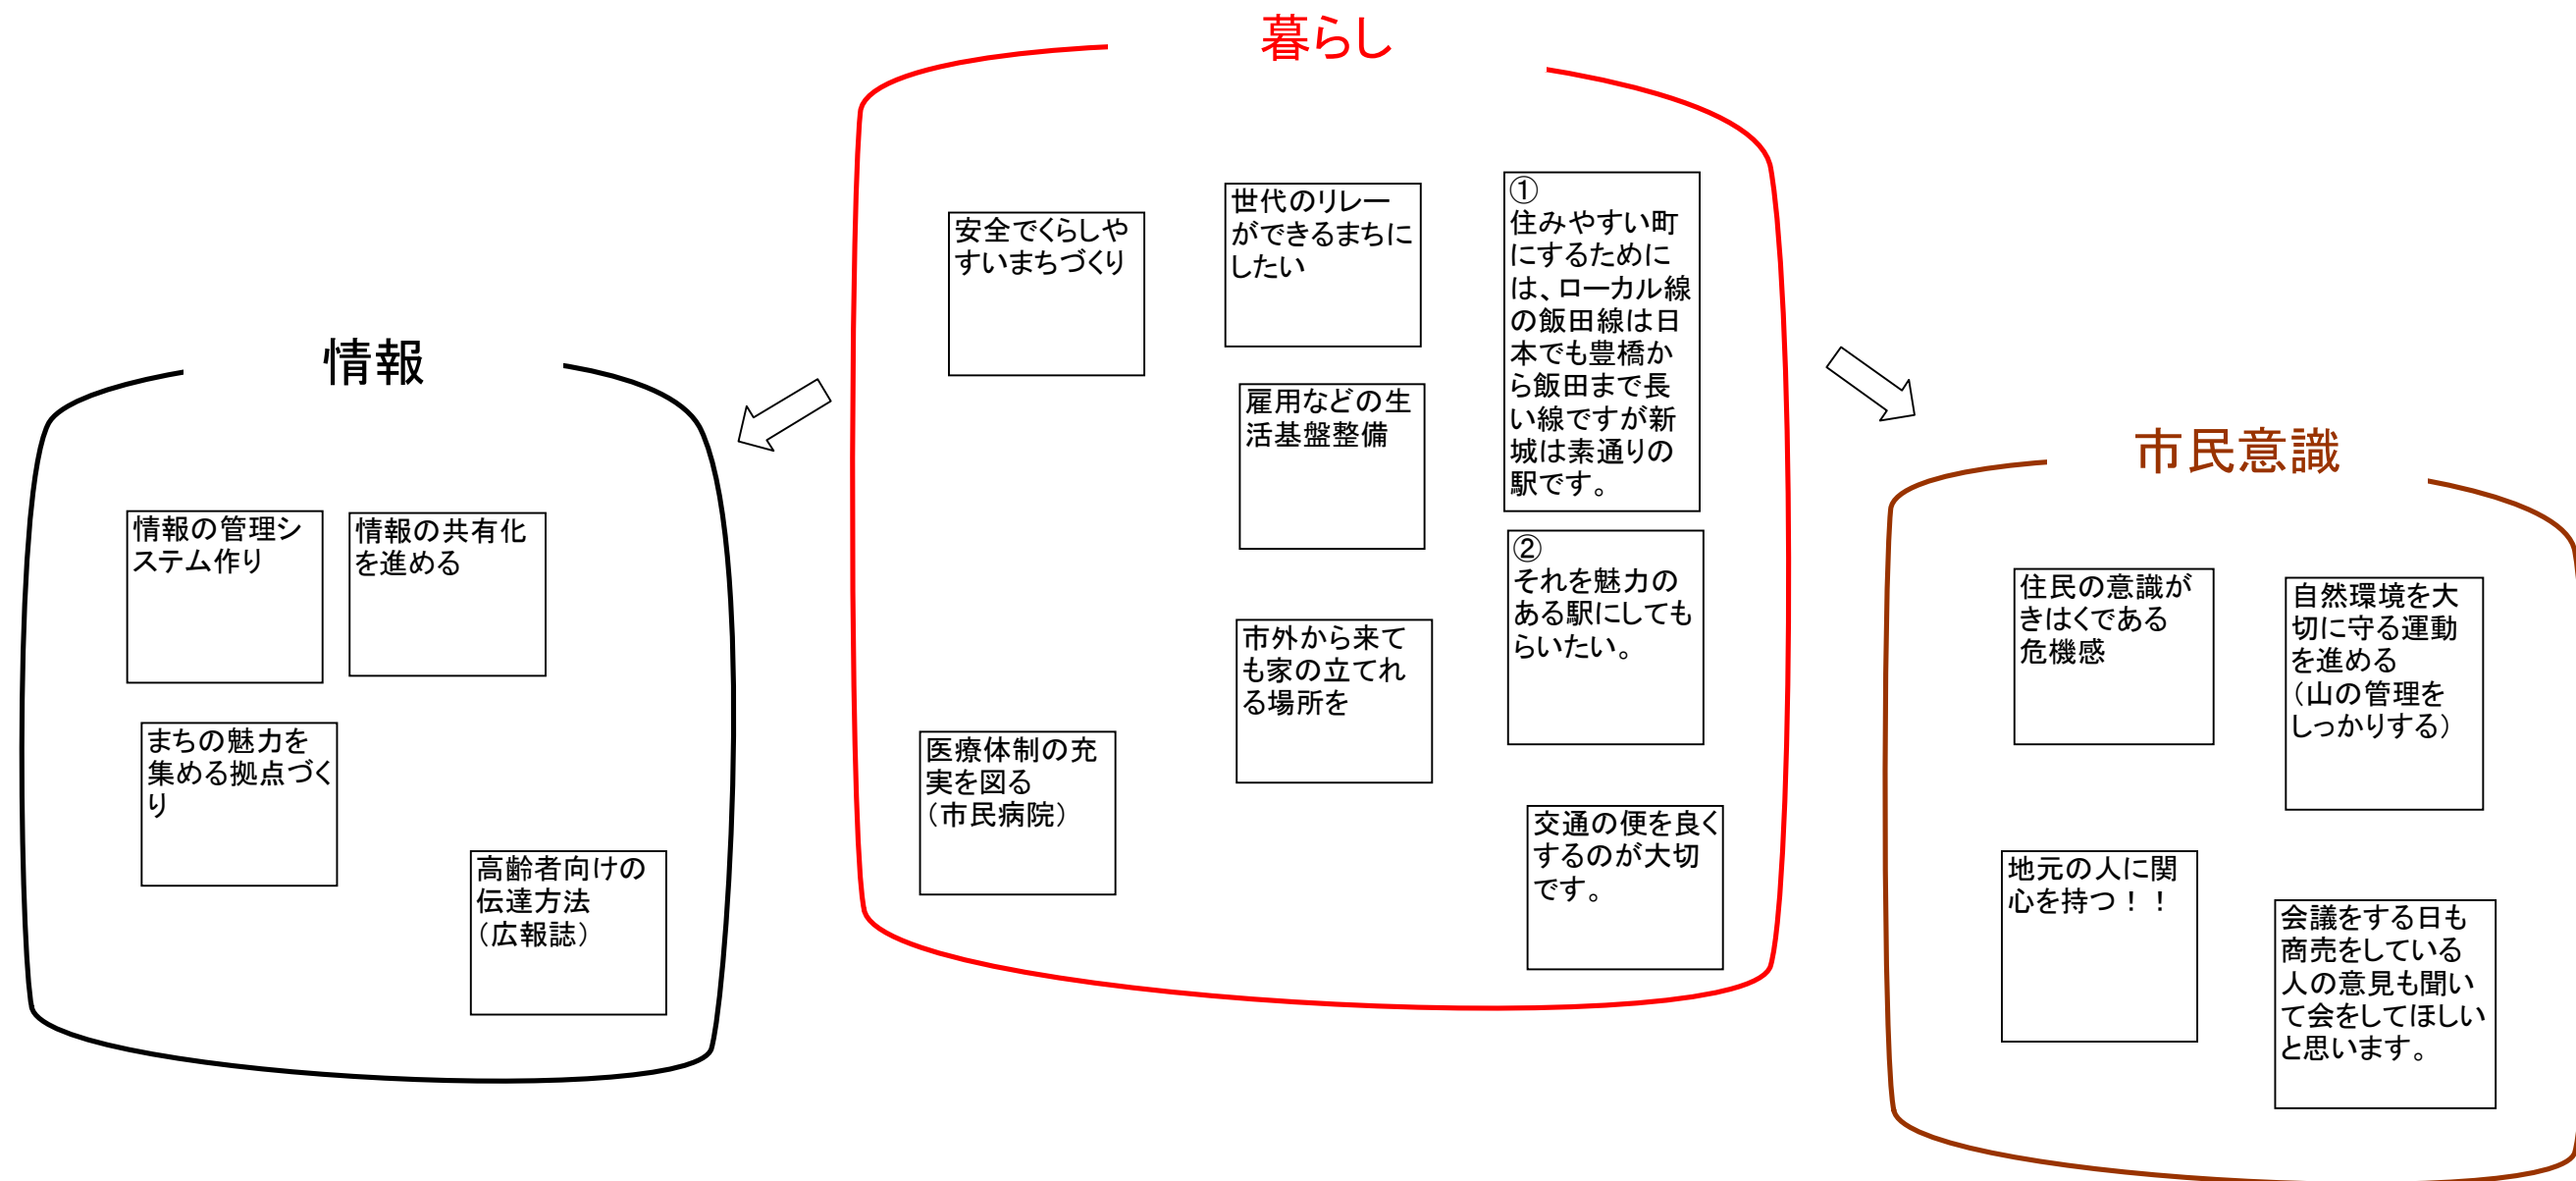 暮らし
安全でくらしや
すいまちづくり
世代のリレー
ができるまちに
したい
雇用などの生
活基盤整備
市外から来て
も家の立てれ
る場所を
医療体制の充
実を図る
（市民病院）
①
住みやすい町
にするために
は、ローカル線
の飯田線は日
本でも豊橋か
ら飯田まで長
い線ですが新
城は素通りの
駅です。
②
それを魅力の
ある駅にしても
らいたい。
交通の便を良く
するのが大切
です。
情報
情報の管理シ
ステム作り
情報の共有化
を進める
まちの魅力を
集める拠点づく
り
高齢者向けの
伝達方法
（広報誌）
市民意識
住民の意識が
きはくである
危機感
自然環境を大
切に守る運動
を進める
（山の管理を
しっかりする）
地元の人に関
心を持つ！！
会議をする日も
商売をしている
人の意見も聞い
て会をしてほしい
と思います。